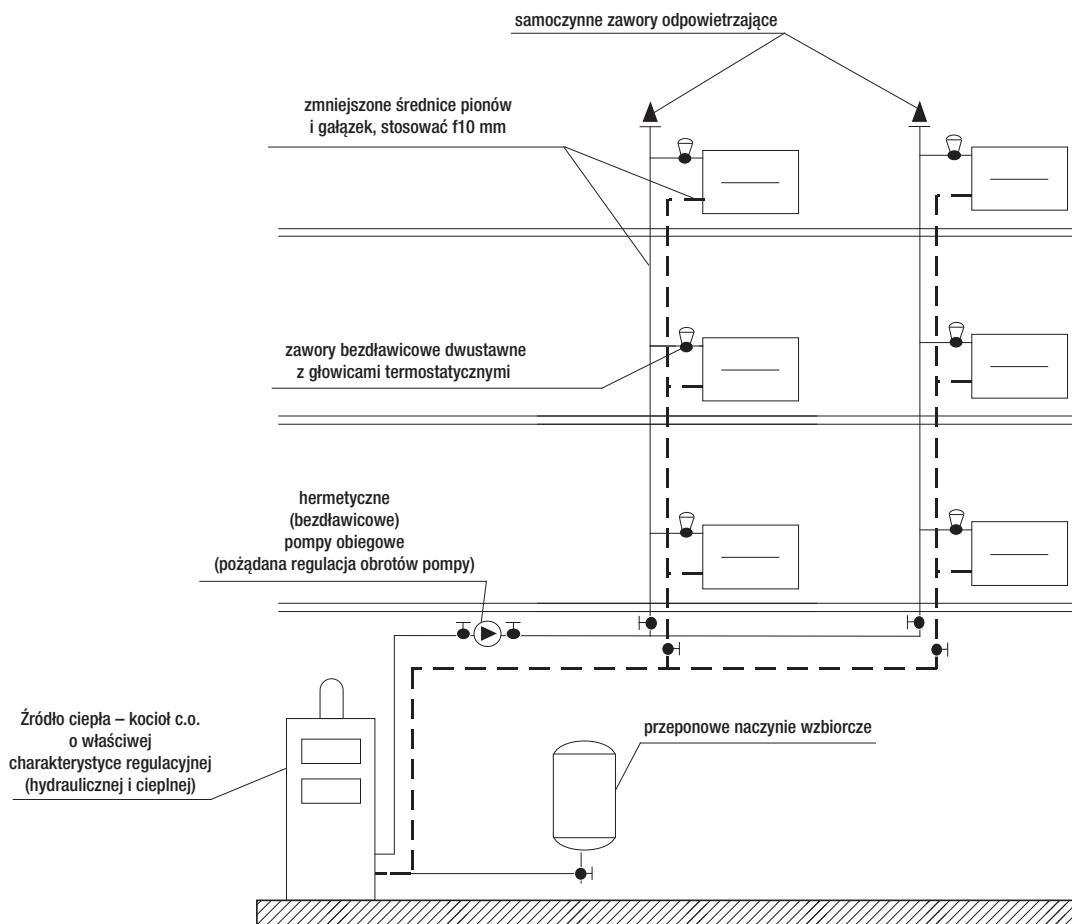 samoczynne zawory odpowietrzające
zmniejszone średnice pionów
i gałązek, stosować f10 mm
zawory bezdławicowe dwustawne
z głowicami termostatycznymi
hermetyczne
(bezdławicowe)
pompy obiegowe
(pożądana regulacja obrotów pompy)
Źródło ciepła – kocioł c.o.
o właściwej
charakterystyce regulacyjnej
(hydraulicznej i cieplnej)
przeponowe naczynie wzbiorcze